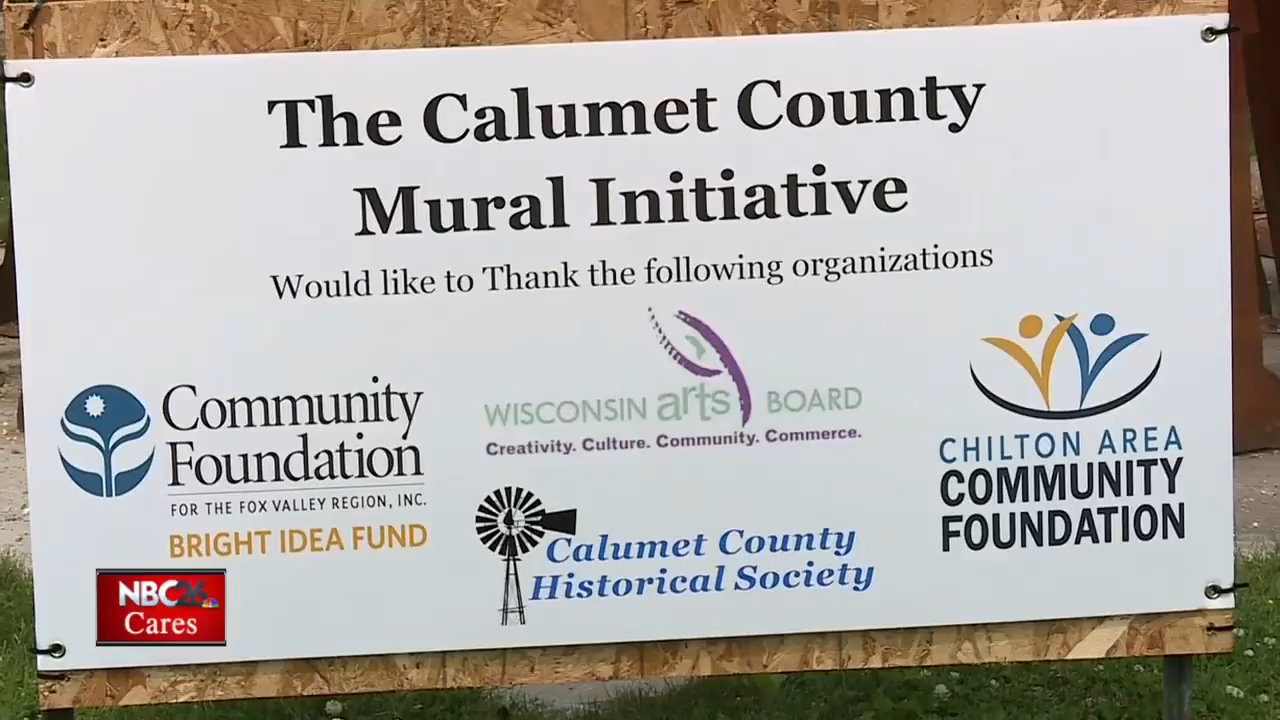 The Calumet County
Mural Initiative
Would like to Thank the following organizations
Community
Foundation
FOR THE FOX VALLEY REGION, INC.
BRIGHT IDEA FUND
WISCONSIN arts BOARD
Creativity. Culture. Community. Commerce.
Calumet County
Historical Society
CHILTON AREA
COMMUNITY
FOUNDATION
NBC26
Cares